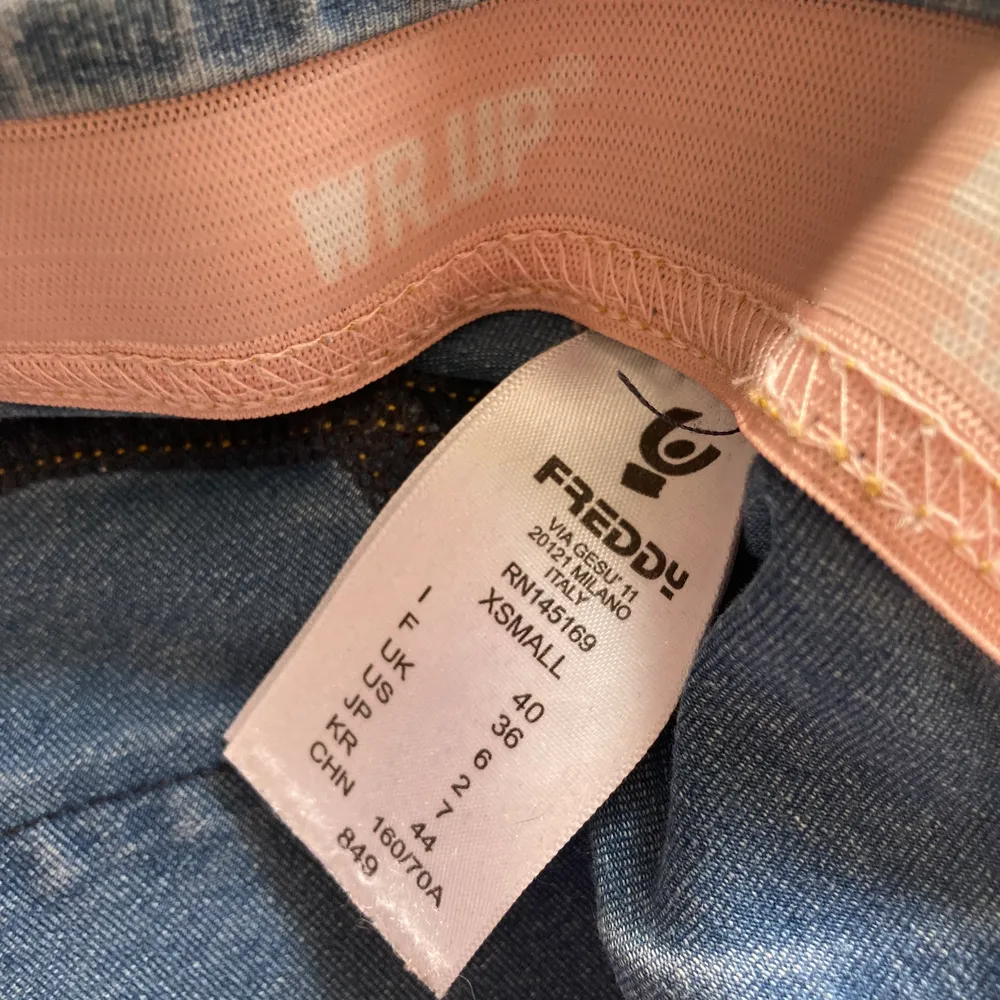 WR.UP®
FREDDY
VIA GESU' 11
20121 MILANO
ITALY
RN145169
XSMALL
I 40
F 36
UK 6
US 2
JP 7
KR 44
CHN 160/70A
849